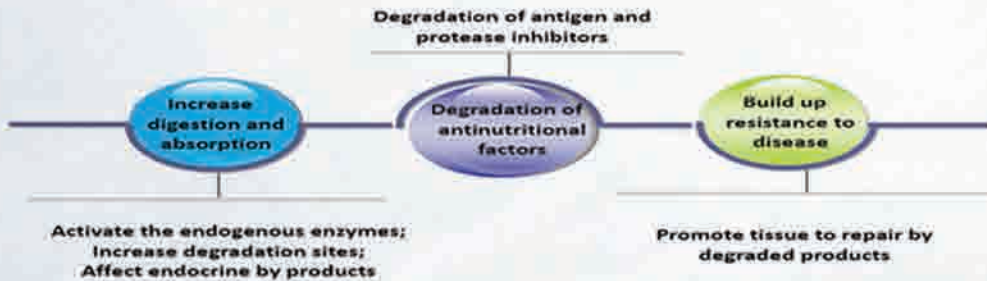 Degradation of antigen and
protease inhibitors
Increase
digestion and
absorption
Degradation of
antinutritional
factors
Build up
resistance to
disease
Activate the endogenous enzymes;
Increase degradation sites;
Affect endocrine by products
Promote tissue to repair by
degraded products